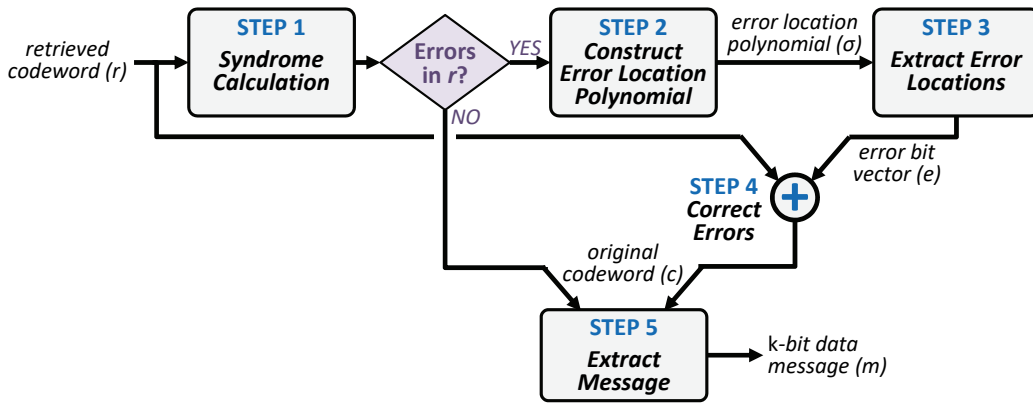 retrieved
codeword (r)
STEP 1
Syndrome
Calculation
Errors
in r?
YES
NO
STEP 2
Construct
Error Location
Polynomial
error location
polynomial (σ)
STEP 3
Extract Error
Locations
error bit
vector (e)
STEP 4
Correct
Errors
+
original
codeword (c)
STEP 5
Extract
Message
k-bit data
message (m)